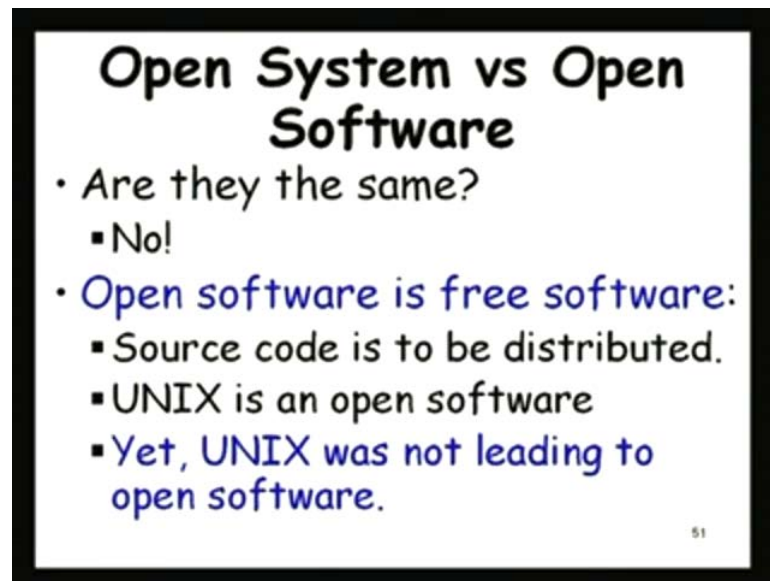 Open System vs Open
Software
• Are they the same?
▪ No!
• Open software is free software:
▪ Source code is to be distributed.
▪ UNIX is an open software
▪ Yet, UNIX was not leading to
open software.
51